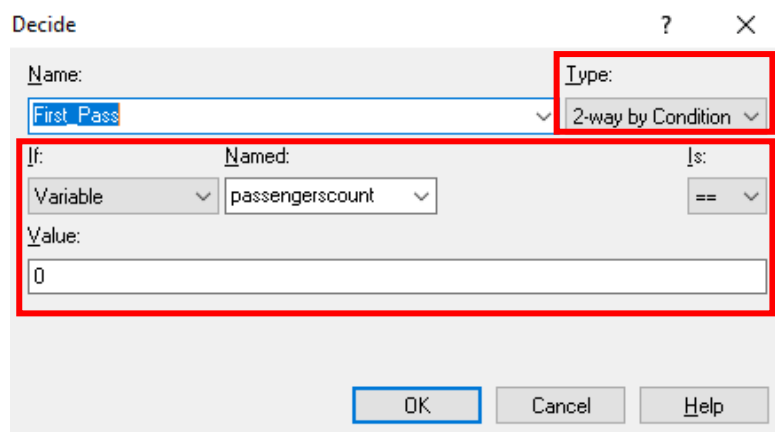 Decide ?
Name: Type:
First_Pass 2-way by Condition
If: Named: Is:
Variable passengerscount ==
Value:
0
OK Cancel Help